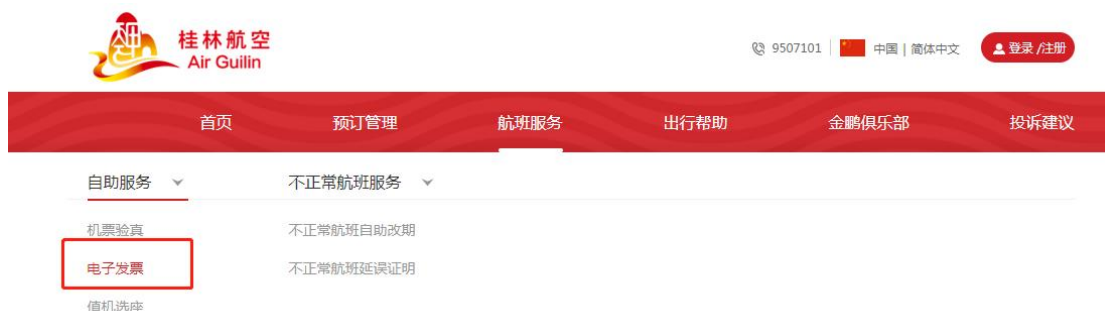 桂林航空
Air Guilin
9507101 中国 | 简体中文 登录 /注册
首页 预订管理 航班服务 出行帮助 金鹏俱乐部 投诉建议
自助服务 不正常航班服务
机票验真 不正常航班自助改期
电子发票 不正常航班延误证明
值机选座